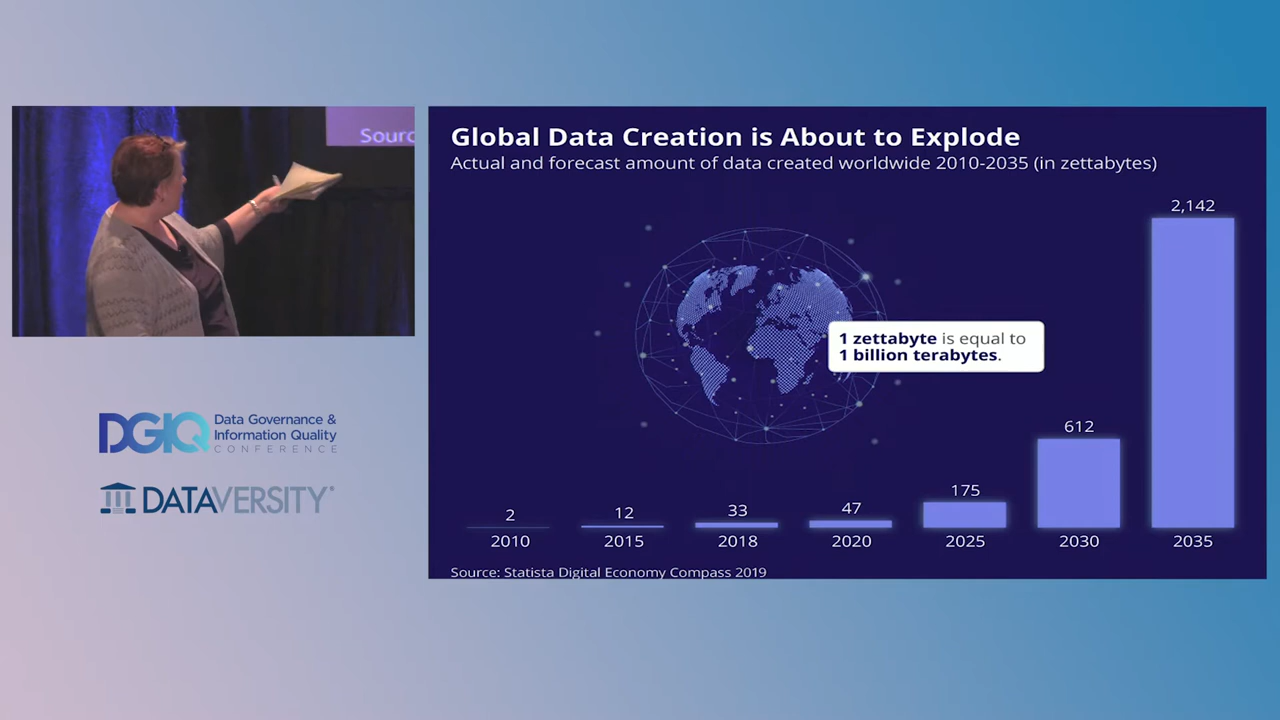 Sourc
Global Data Creation is About to Explode
Actual and forecast amount of data created worldwide 2010-2035 (in zettabytes)
2,142
1 zettabyte is equal to
1 billion terabytes.
612
175
47
33
12
2
2010
2015
2018
2020
2025
2030
2035
Source: Statista Digital Economy Compass 2019
DGIQ
Data Governance &
Information Quality
CONFERENCE
DATAVERSITY